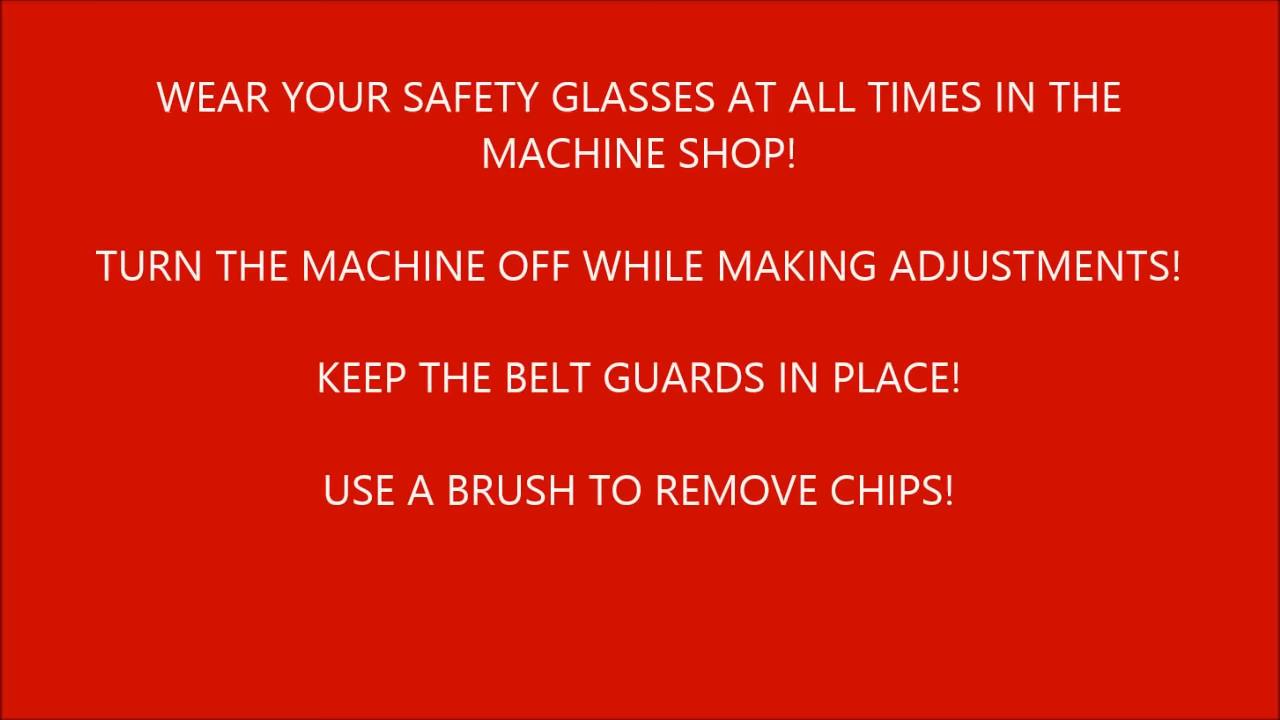 WEAR YOUR SAFETY GLASSES AT ALL TIMES IN THE
MACHINE SHOP!
TURN THE MACHINE OFF WHILE MAKING ADJUSTMENTS!
KEEP THE BELT GUARDS IN PLACE!
USE A BRUSH TO REMOVE CHIPS!